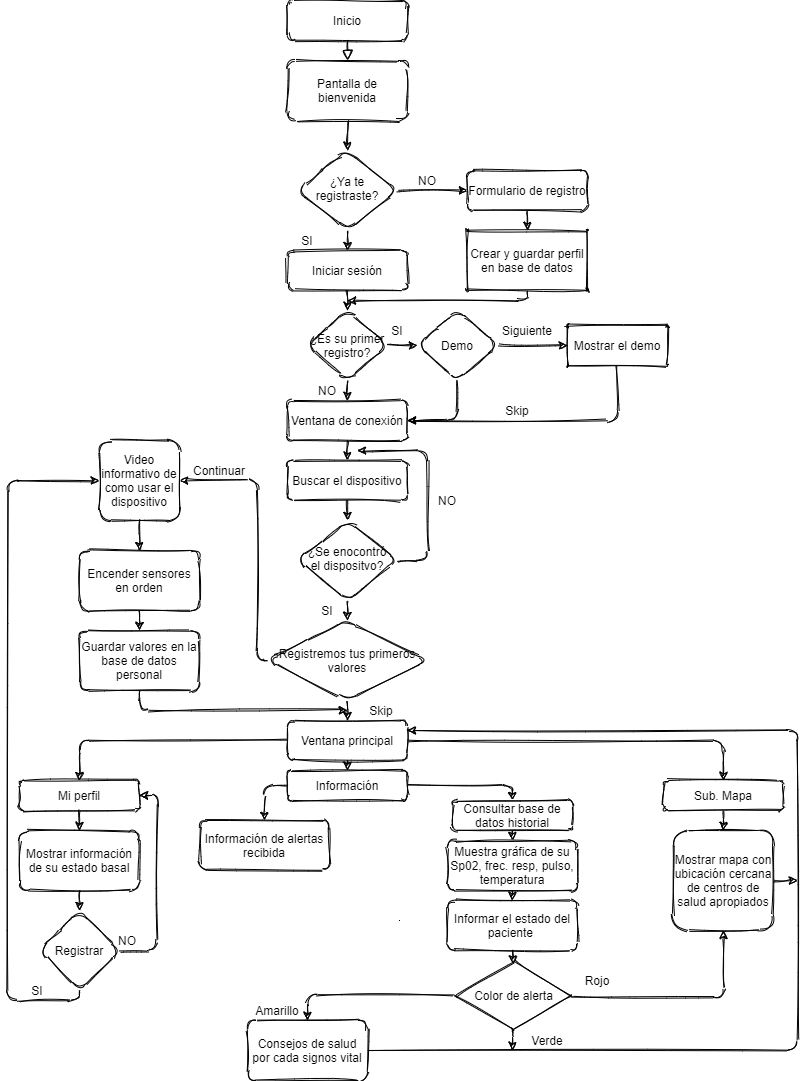 Inicio
Pantalla de
bienvenida
¿Ya te
registraste?
NO
Formulario de registro
SI
Iniciar sesión
Crear y guardar perfil
en base de datos
¿Es su primer
registro?
SI
Demo
Siguiente
Mostrar el demo
NO
Ventana de conexión
Skip
Buscar el dispositivo
NO
¿Se enocontró
el dispositvo?
SI
¿Registremos tus primeros
valores
Continuar
Video
informativo de
como usar el
dispositivo
Encender sensores
en orden
Guardar valores en la
base de datos
personal
Skip
Ventana principal
Mi perfil
Información
Sub. Mapa
Mostrar información
de su estado basal
Información de alertas
recibida
Consultar base de
datos historial
Muestra gráfica de su
Sp02, frec. resp, pulso,
temperatura
Mostrar mapa con
ubicación cercana
de centros de
salud apropiados
Registrar
NO
SI
Informar el estado del
paciente
Color de alerta
Rojo
Amarillo
Verde
Consejos de salud
por cada signos vital